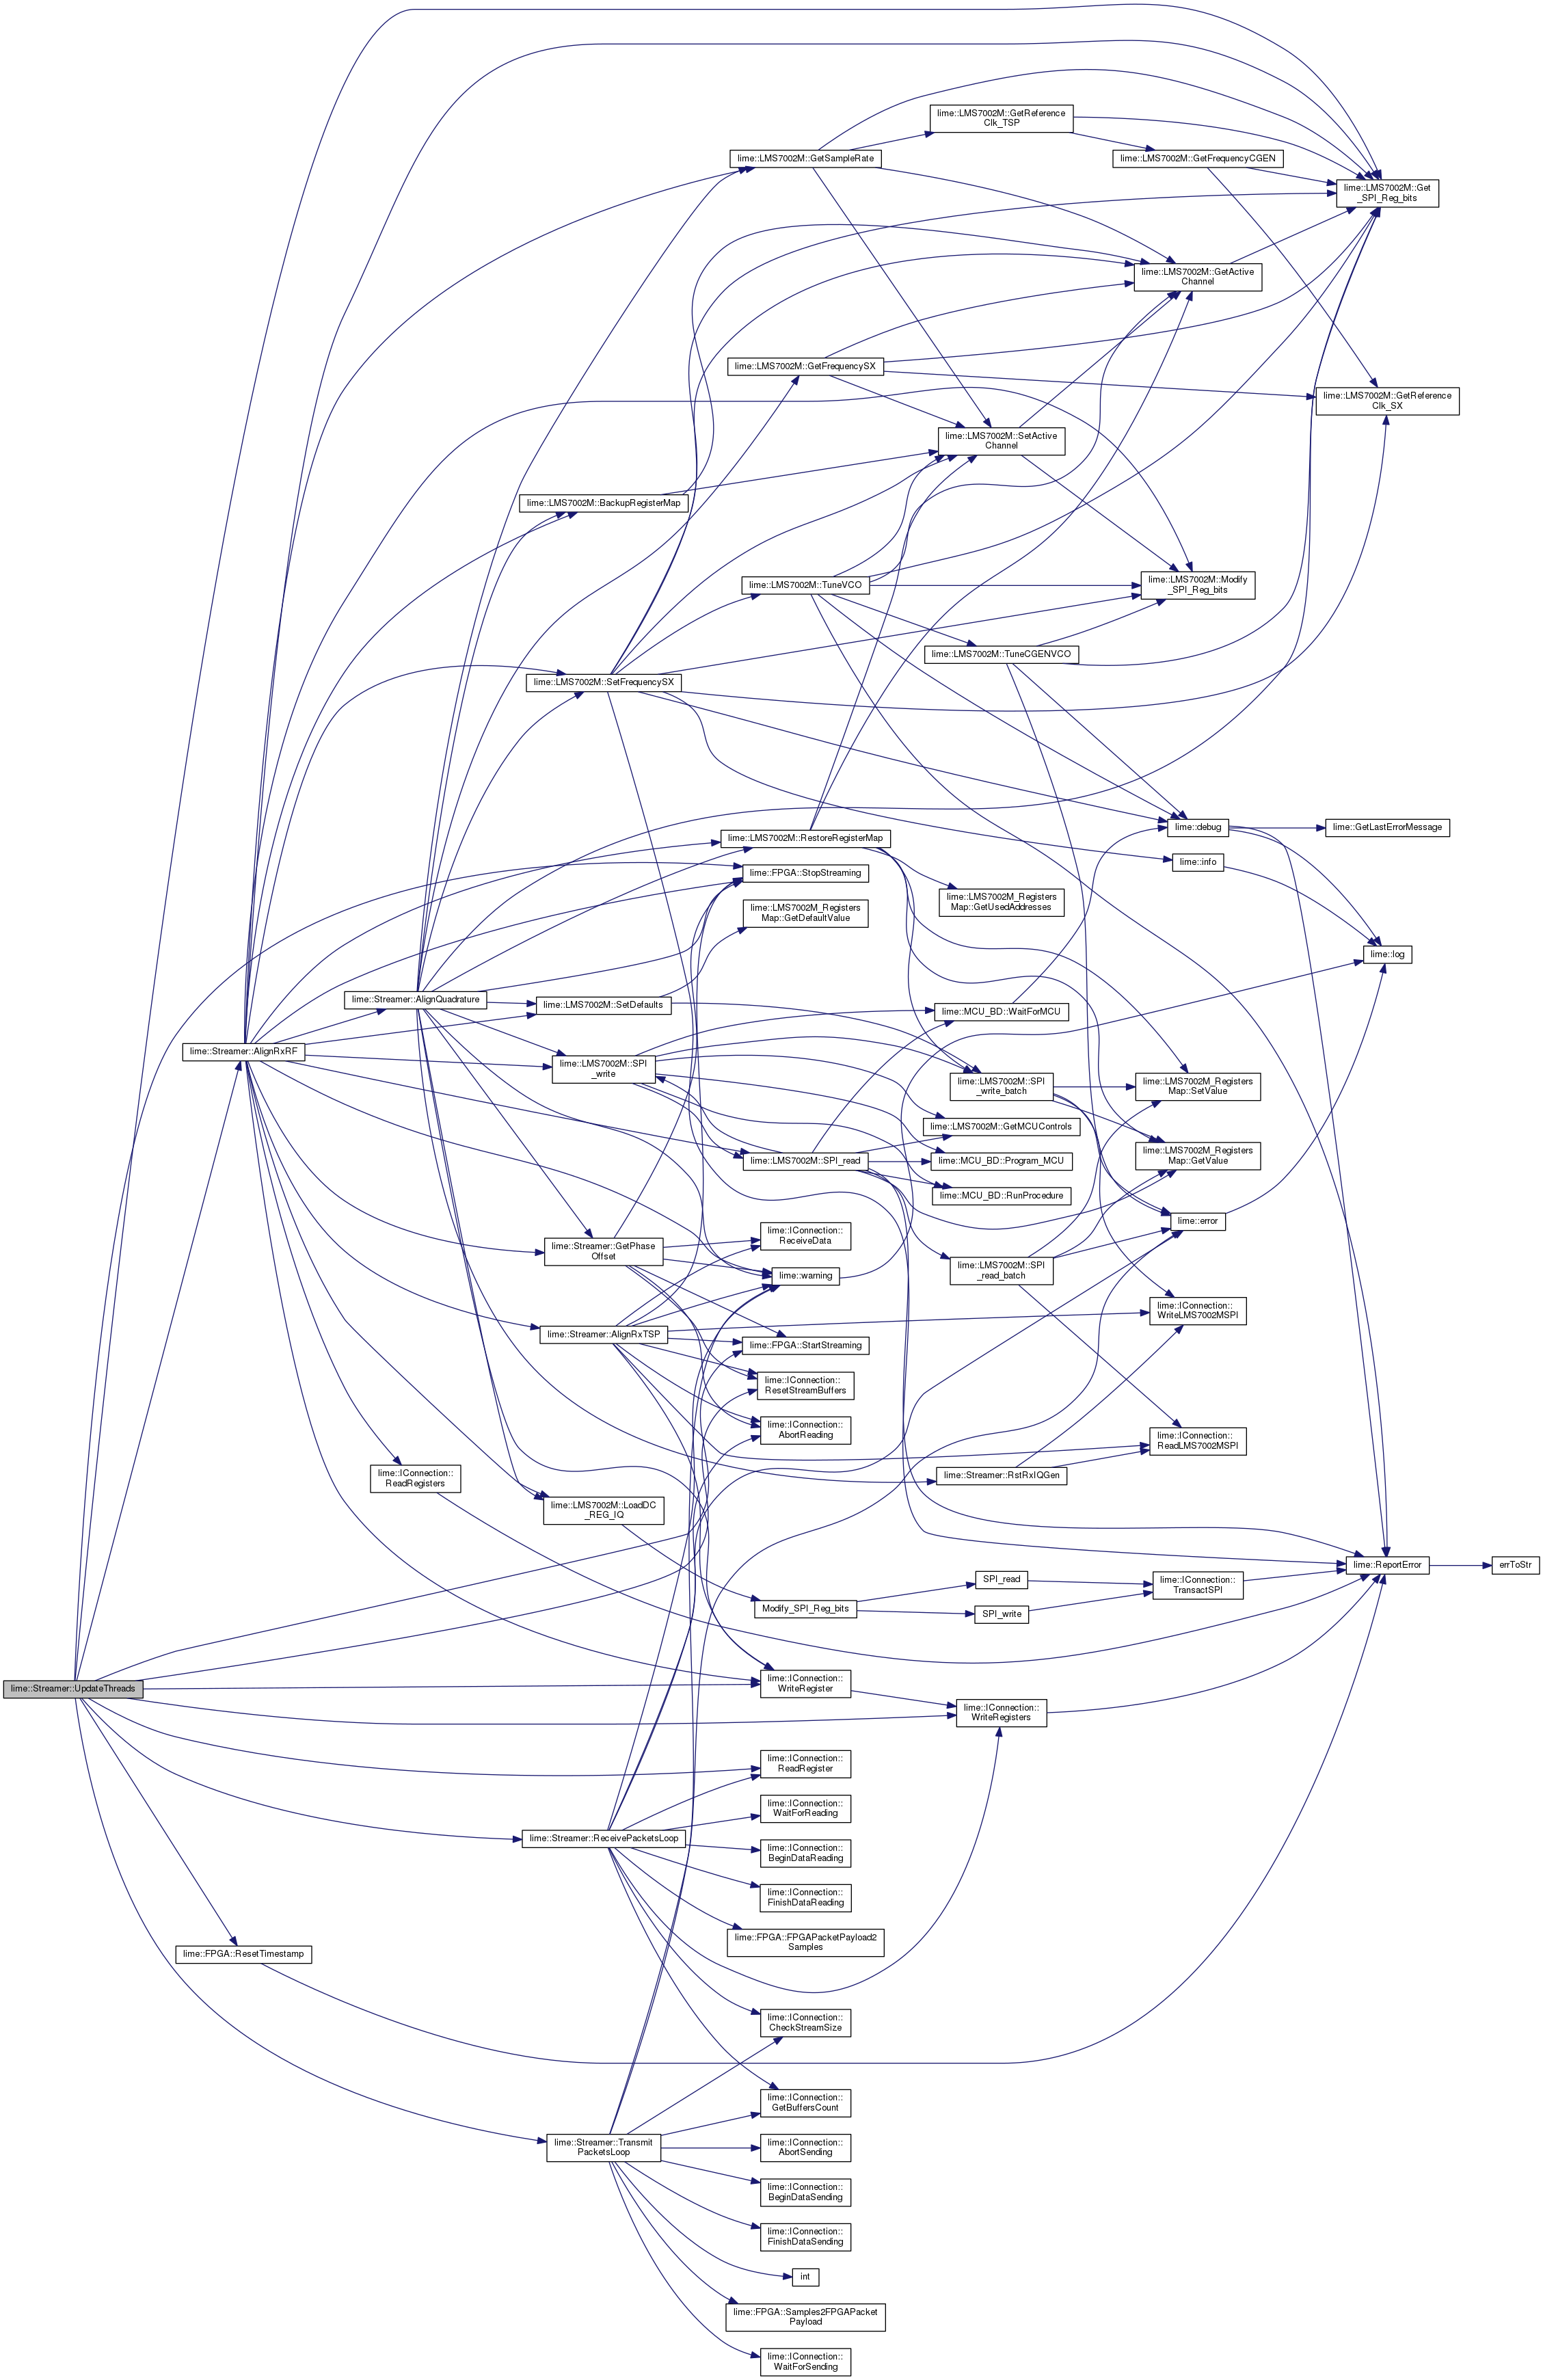 lime::LMS7002M::GetReference
Clk_TSP
lime::LMS7002M::GetSampleRate
lime::LMS7002M::GetFrequencyCGEN
lime::LMS7002M::Get
_SPI_Reg_bits
lime::LMS7002M::GetActive
Channel
lime::LMS7002M::GetFrequencySX
lime::LMS7002M::GetReference
Clk_SX
lime::LMS7002M::SetActive
Channel
lime::LMS7002M::BackupRegisterMap
lime::LMS7002M::TuneVCO
lime::LMS7002M::Modify
_SPI_Reg_bits
lime::LMS7002M::TuneCGENVCO
lime::LMS7002M::SetFrequencySX
lime::debug
lime::GetLastErrorMessage
lime::LMS7002M::RestoreRegisterMap
lime::info
lime::FPGA::StopStreaming
lime::LMS7002M_Registers
Map::GetUsedAddresses
lime::LMS7002M_Registers
Map::GetDefaultValue
lime::log
lime::Streamer::AlignQuadrature
lime::LMS7002M::SetDefaults
lime::MCU_BD::WaitForMCU
lime::Streamer::AlignRxRF
lime::LMS7002M::SPI
_write
lime::LMS7002M::SPI
_write_batch
lime::LMS7002M_Registers
Map::SetValue
lime::LMS7002M::GetMCUControls
lime::LMS7002M::SPI_read
lime::MCU_BD::Program_MCU
lime::LMS7002M_Registers
Map::GetValue
lime::MCU_BD::RunProcedure
lime::error
lime::IConnection::
ReceiveData
lime::Streamer::GetPhase
Offset
lime::warning
lime::LMS7002M::SPI
_read_batch
lime::IConnection::
WriteLMS7002MSPI
lime::Streamer::AlignRxTSP
lime::FPGA::StartStreaming
lime::IConnection::
ResetStreamBuffers
lime::IConnection::
AbortReading
lime::IConnection::
ReadLMS7002MSPI
lime::IConnection::
ReadRegisters
lime::Streamer::RstRxIQGen
lime::LMS7002M::LoadDC
_REG_IQ
lime::ReportError
errToStr
SPI_read
lime::IConnection::
TransactSPI
Modify_SPI_Reg_bits
SPI_write
lime::Streamer::UpdateThreads
lime::IConnection::
WriteRegister
lime::IConnection::
WriteRegisters
lime::IConnection::
ReadRegister
lime::IConnection::
WaitForReading
lime::Streamer::ReceivePacketsLoop
lime::IConnection::
BeginDataReading
lime::IConnection::
FinishDataReading
lime::FPGA::FPGAPacketPayload2
Samples
lime::FPGA::ResetTimestamp
lime::IConnection::
CheckStreamSize
lime::IConnection::
GetBuffersCount
lime::Streamer::Transmit
PacketsLoop
lime::IConnection::
AbortSending
lime::IConnection::
BeginDataSending
lime::IConnection::
FinishDataSending
int
lime::FPGA::Samples2FPGAPacket
Payload
lime::IConnection::
WaitForSending